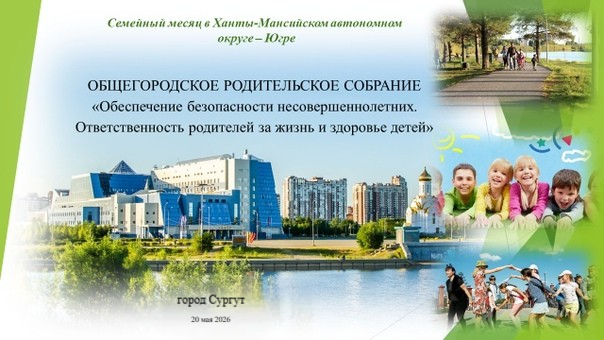 Семейный месяц в Ханты-Мансийском автономном
округе – Югре
ОБЩЕГОРОДСКОЕ РОДИТЕЛЬСКОЕ СОБРАНИЕ
«Обеспечение безопасности несовершеннолетних.
Ответственность родителей за жизнь и здоровье детей»
город Сургут
20 мая 2026